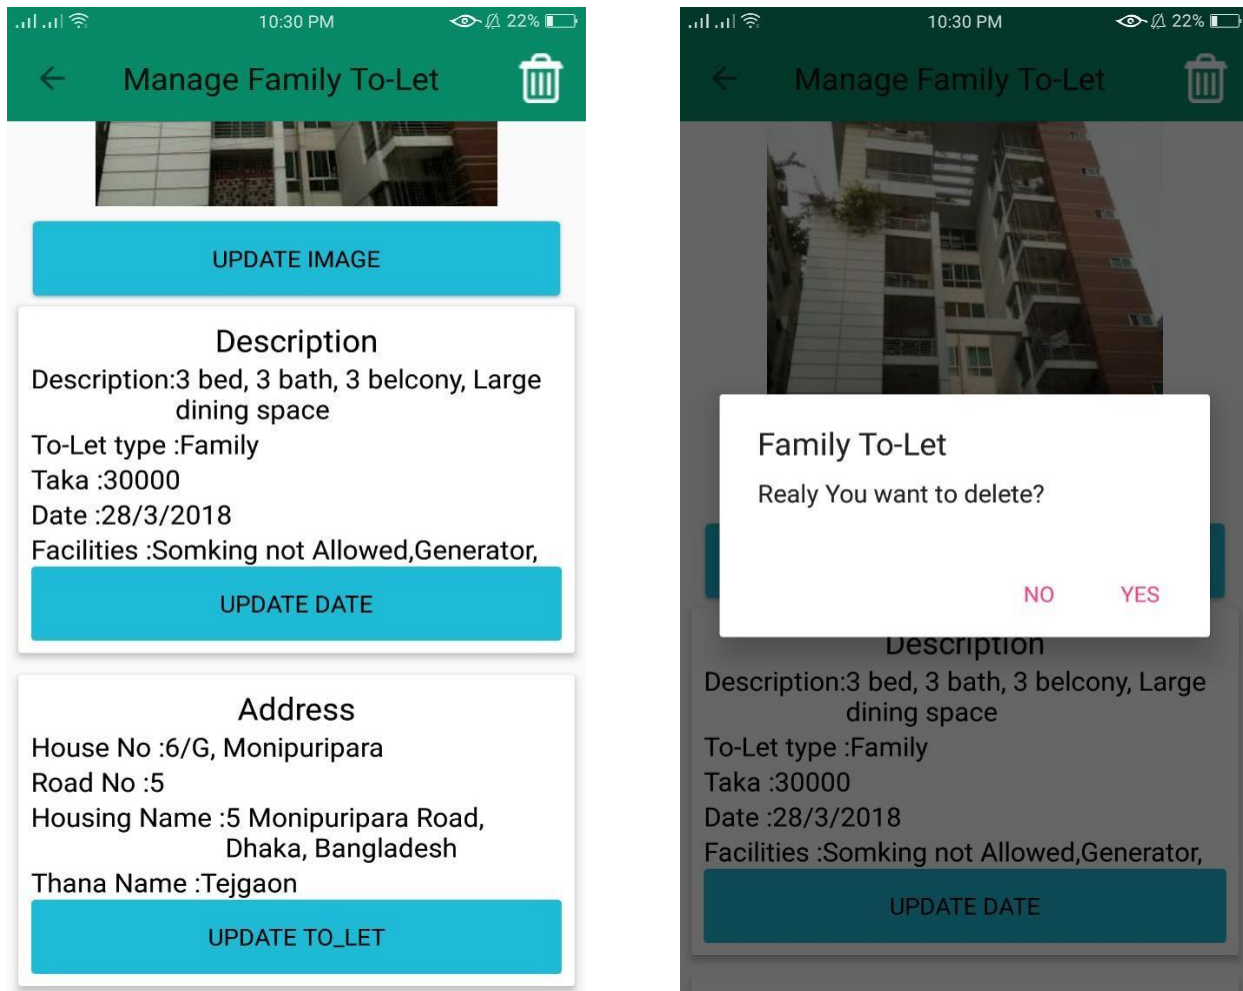 10:30 PM
22%
Manage Family To-Let
UPDATE IMAGE
Description
Description:3 bed, 3 bath, 3 belcony, Large
dining space
To-Let type :Family
Taka :30000
Date :28/3/2018
Facilities :Somking not Allowed,Generator,
UPDATE DATE
Address
House No :6/G, Monipuripara
Road No :5
Housing Name :5 Monipuripara Road,
Dhaka, Bangladesh
Thana Name :Tejgaon
UPDATE TO_LET
10:30 PM
22%
Manage Family To-Let
Family To-Let
Realy You want to delete?
NO
YES
Description
Description:3 bed, 3 bath, 3 belcony, Large
dining space
To-Let type :Family
Taka :30000
Date :28/3/2018
Facilities :Somking not Allowed,Generator,
UPDATE DATE